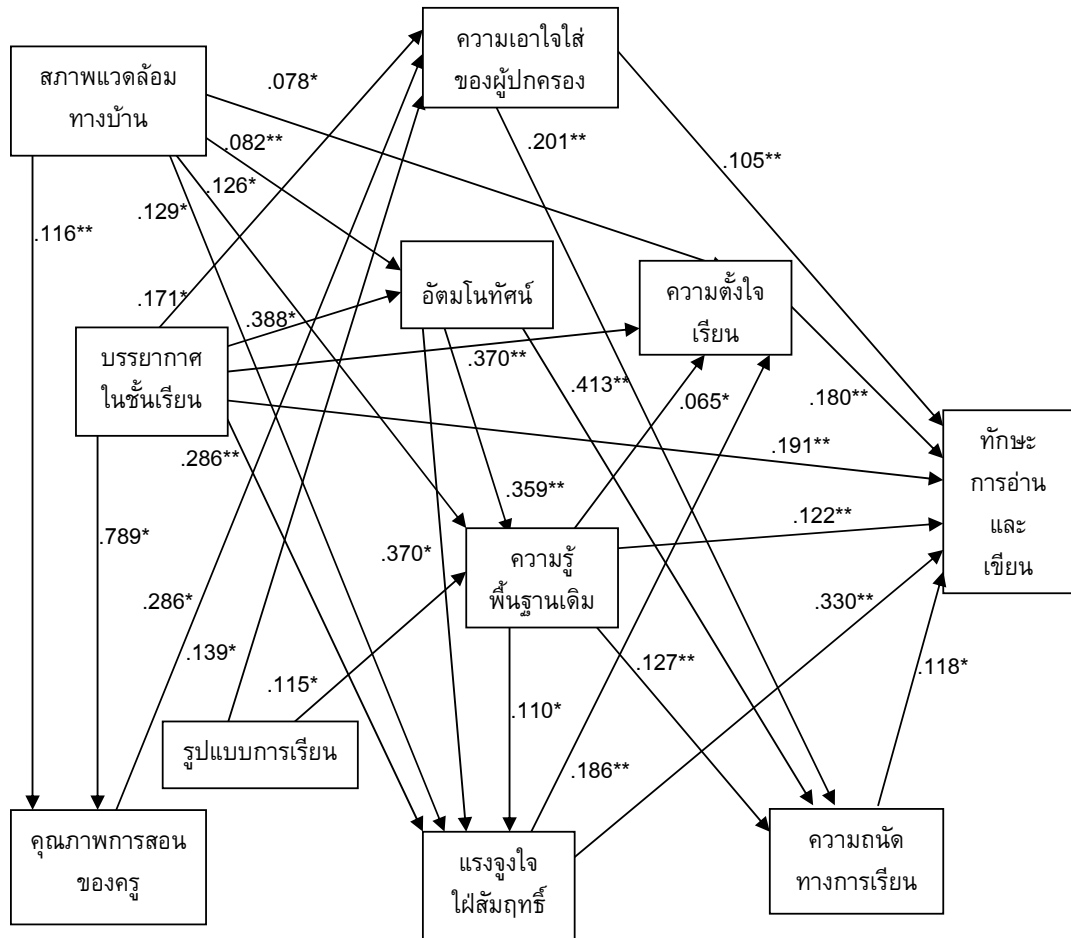 ความเอาใจใส่
ของผู้ปกครอง
สภาพแวดล้อม
ทางบ้าน
.078*
.082**
.201**
.105**
.126*
.129*
.116**
อัตมโนทัศน์
ความตั้งใจ
เรียน
.171*
.388*
บรรยากาศ
ในชั้นเรียน
.370**
.413**
.065*
.180**
ทักษะ
การอ่าน
และ
เขียน
.286**
.191**
.359**
.122**
.789*
.370*
ความรู้
พื้นฐานเดิม
.286*
.330**
.139*
.127**
.115*
.110*
.118*
รูปแบบการเรียน
.186**
คุณภาพการสอน
ของครู
แรงจูงใจ
ใฝ่สัมฤทธิ์
ความถนัด
ทางการเรียน